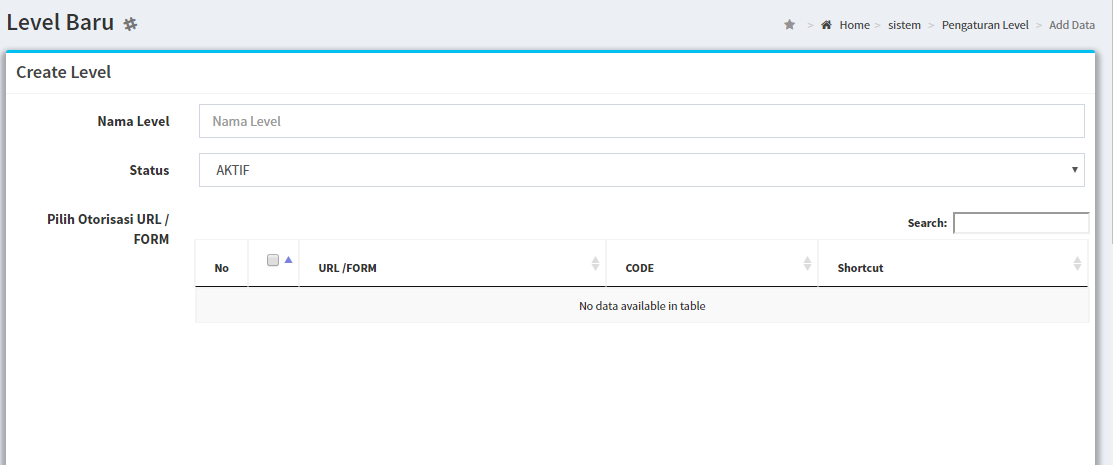 Level Baru
> Home > sistem > Pengaturan Level > Add Data
Create Level
Nama Level
Nama Level
Status
AKTIF
Pilih Otorisasi URL /
FORM
Search:
No URL /FORM CODE Shortcut
No data available in table